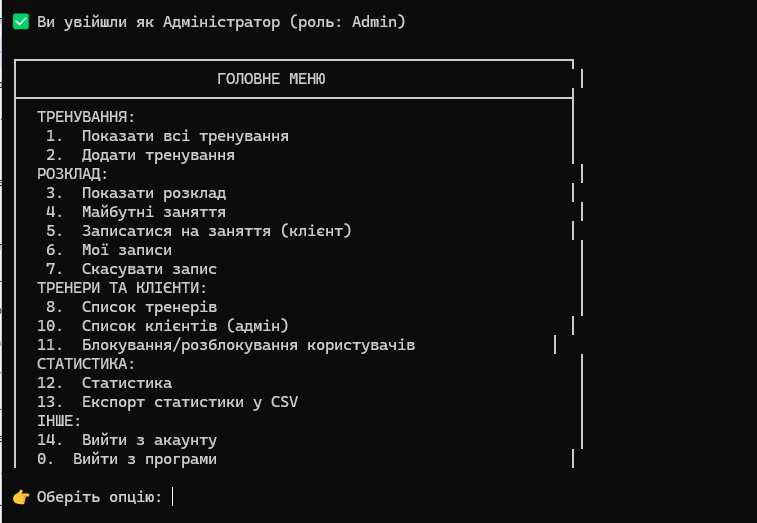 ✅ Ви увійшли як Адміністратор (роль: Admin)
ГОЛОВНЕ МЕНЮ
ТРЕНУВАННЯ:
1. Показати всі тренування
2. Додати тренування
РОЗКЛАД:
3. Показати розклад
4. Майбутні заняття
5. Записатися на заняття (клієнт)
6. Мої записи
7. Скасувати запис
ТРЕНЕРИ ТА КЛІЄНТИ:
8. Список тренерів
10. Список клієнтів (адмін)
11. Блокування/розблокування користувачів
СТАТИСТИКА:
12. Статистика
13. Експорт статистики у CSV
ІНШЕ:
14. Вийти з акаунту
0. Вийти з програми
👉 Оберіть опцію: